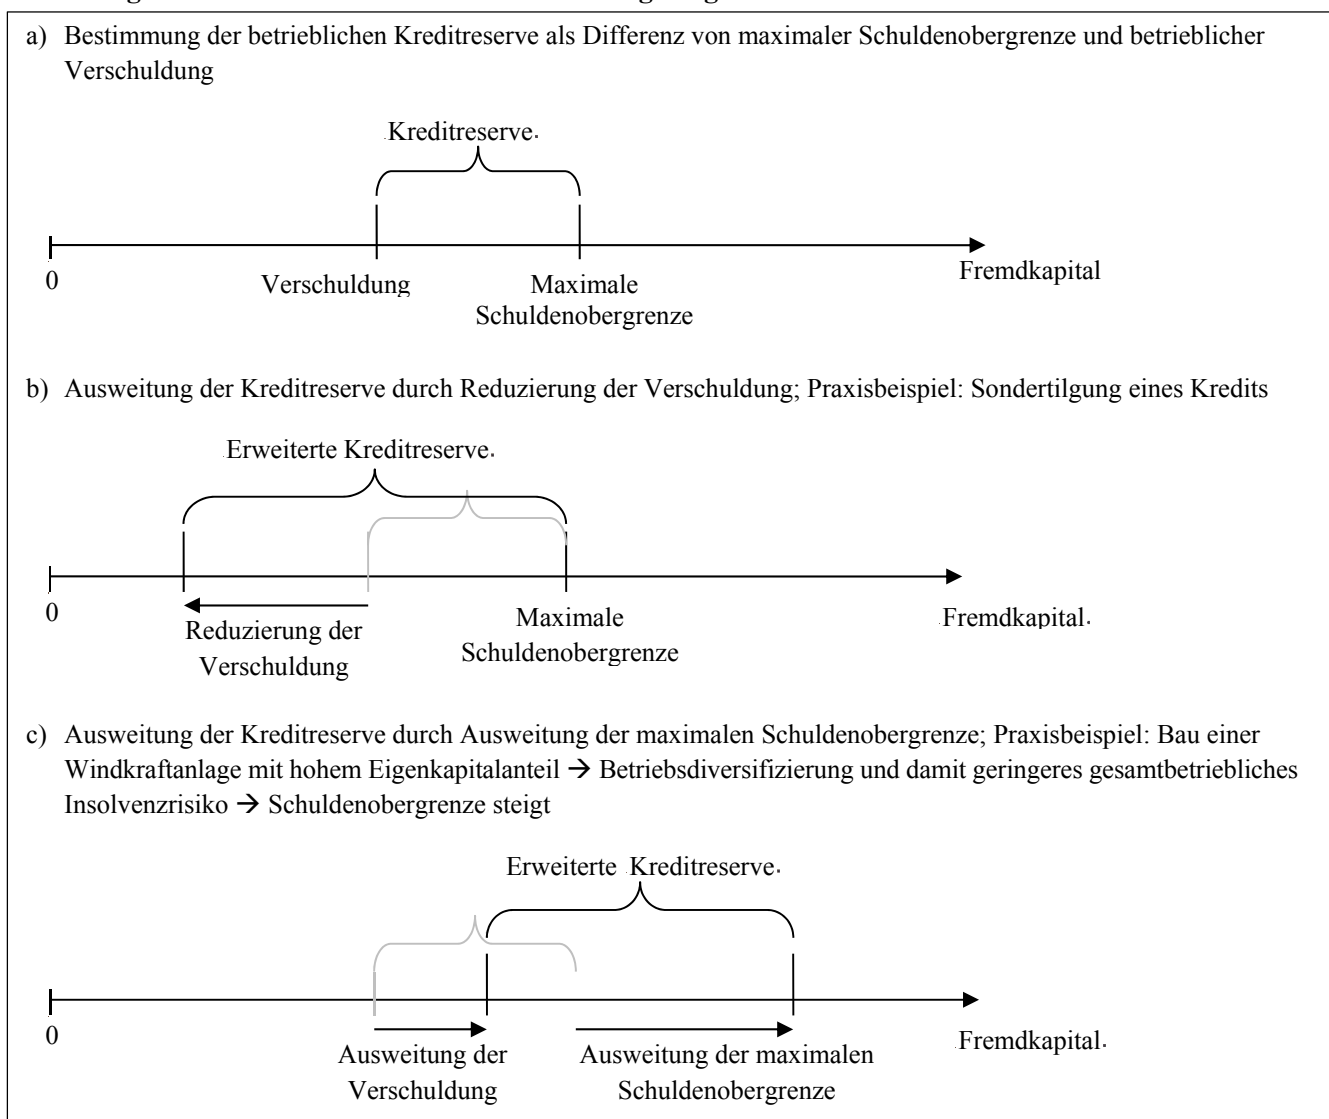 a) Bestimmung der betrieblichen Kreditreserve als Differenz von maximaler Schuldenobergrenze und betrieblicher
Verschuldung
Kreditreserve
0
Verschuldung
Maximale
Schuldenobergrenze
Fremdkapital
b) Ausweitung der Kreditreserve durch Reduzierung der Verschuldung; Praxisbeispiel: Sondertilgung eines Kredits
Erweiterte Kreditreserve
0
Reduzierung der
Verschuldung
Maximale
Schuldenobergrenze
Fremdkapital
c) Ausweitung der Kreditreserve durch Ausweitung der maximalen Schuldenobergrenze; Praxisbeispiel: Bau einer
Windkraftanlage mit hohem Eigenkapitalanteil → Betriebsdiversifizierung und damit geringeres gesamtbetriebliches
Insolvenzrisiko → Schuldenobergrenze steigt
Erweiterte Kreditreserve
0
Ausweitung der
Verschuldung
Ausweitung der maximalen
Schuldenobergrenze
Fremdkapital